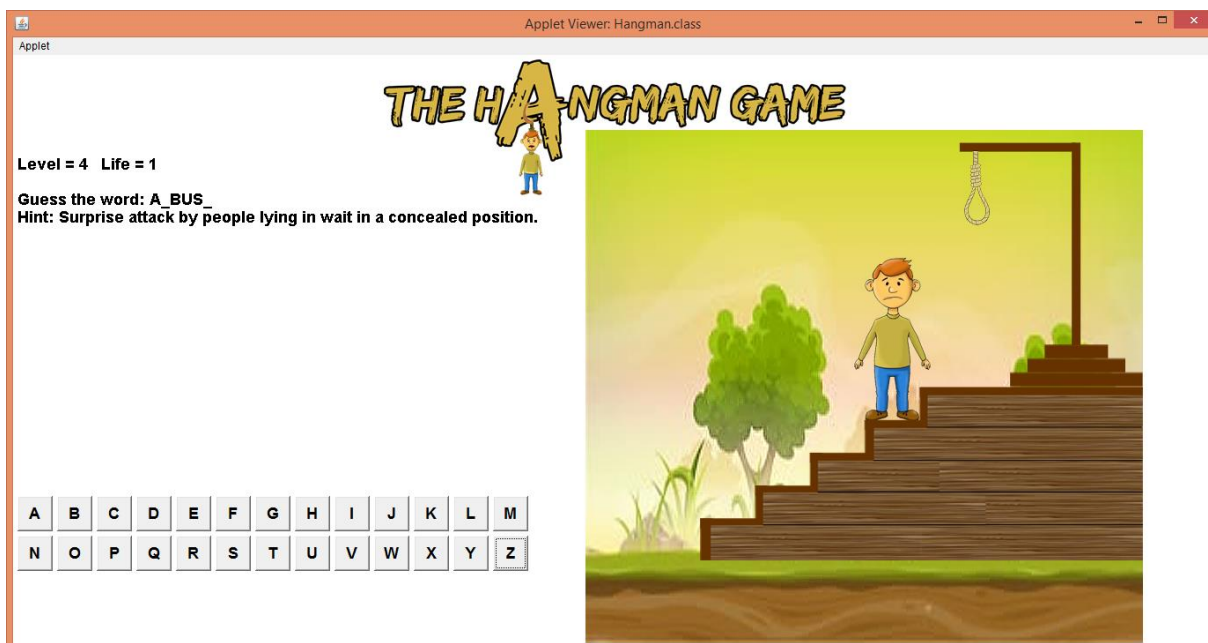 Applet Viewer: Hangman.class
Applet
THE HANGMAN GAME
Level = 4 Life = 1
Guess the word: A_BUS_
Hint: Surprise attack by people lying in wait in a concealed position.
A B C D E F G H I J K L M
N O P Q R S T U V W X Y Z